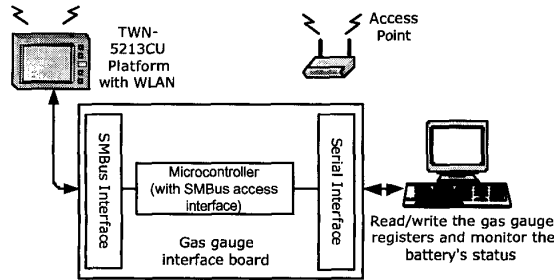 TWN-
5213CU
Platform
with WLAN
Access
Point
SMBus Interface
Microcontroller
(with SMBus access
interface)
Serial Interface
Gas gauge
interface board
Read/write the gas gauge
registers and monitor the
battery's status